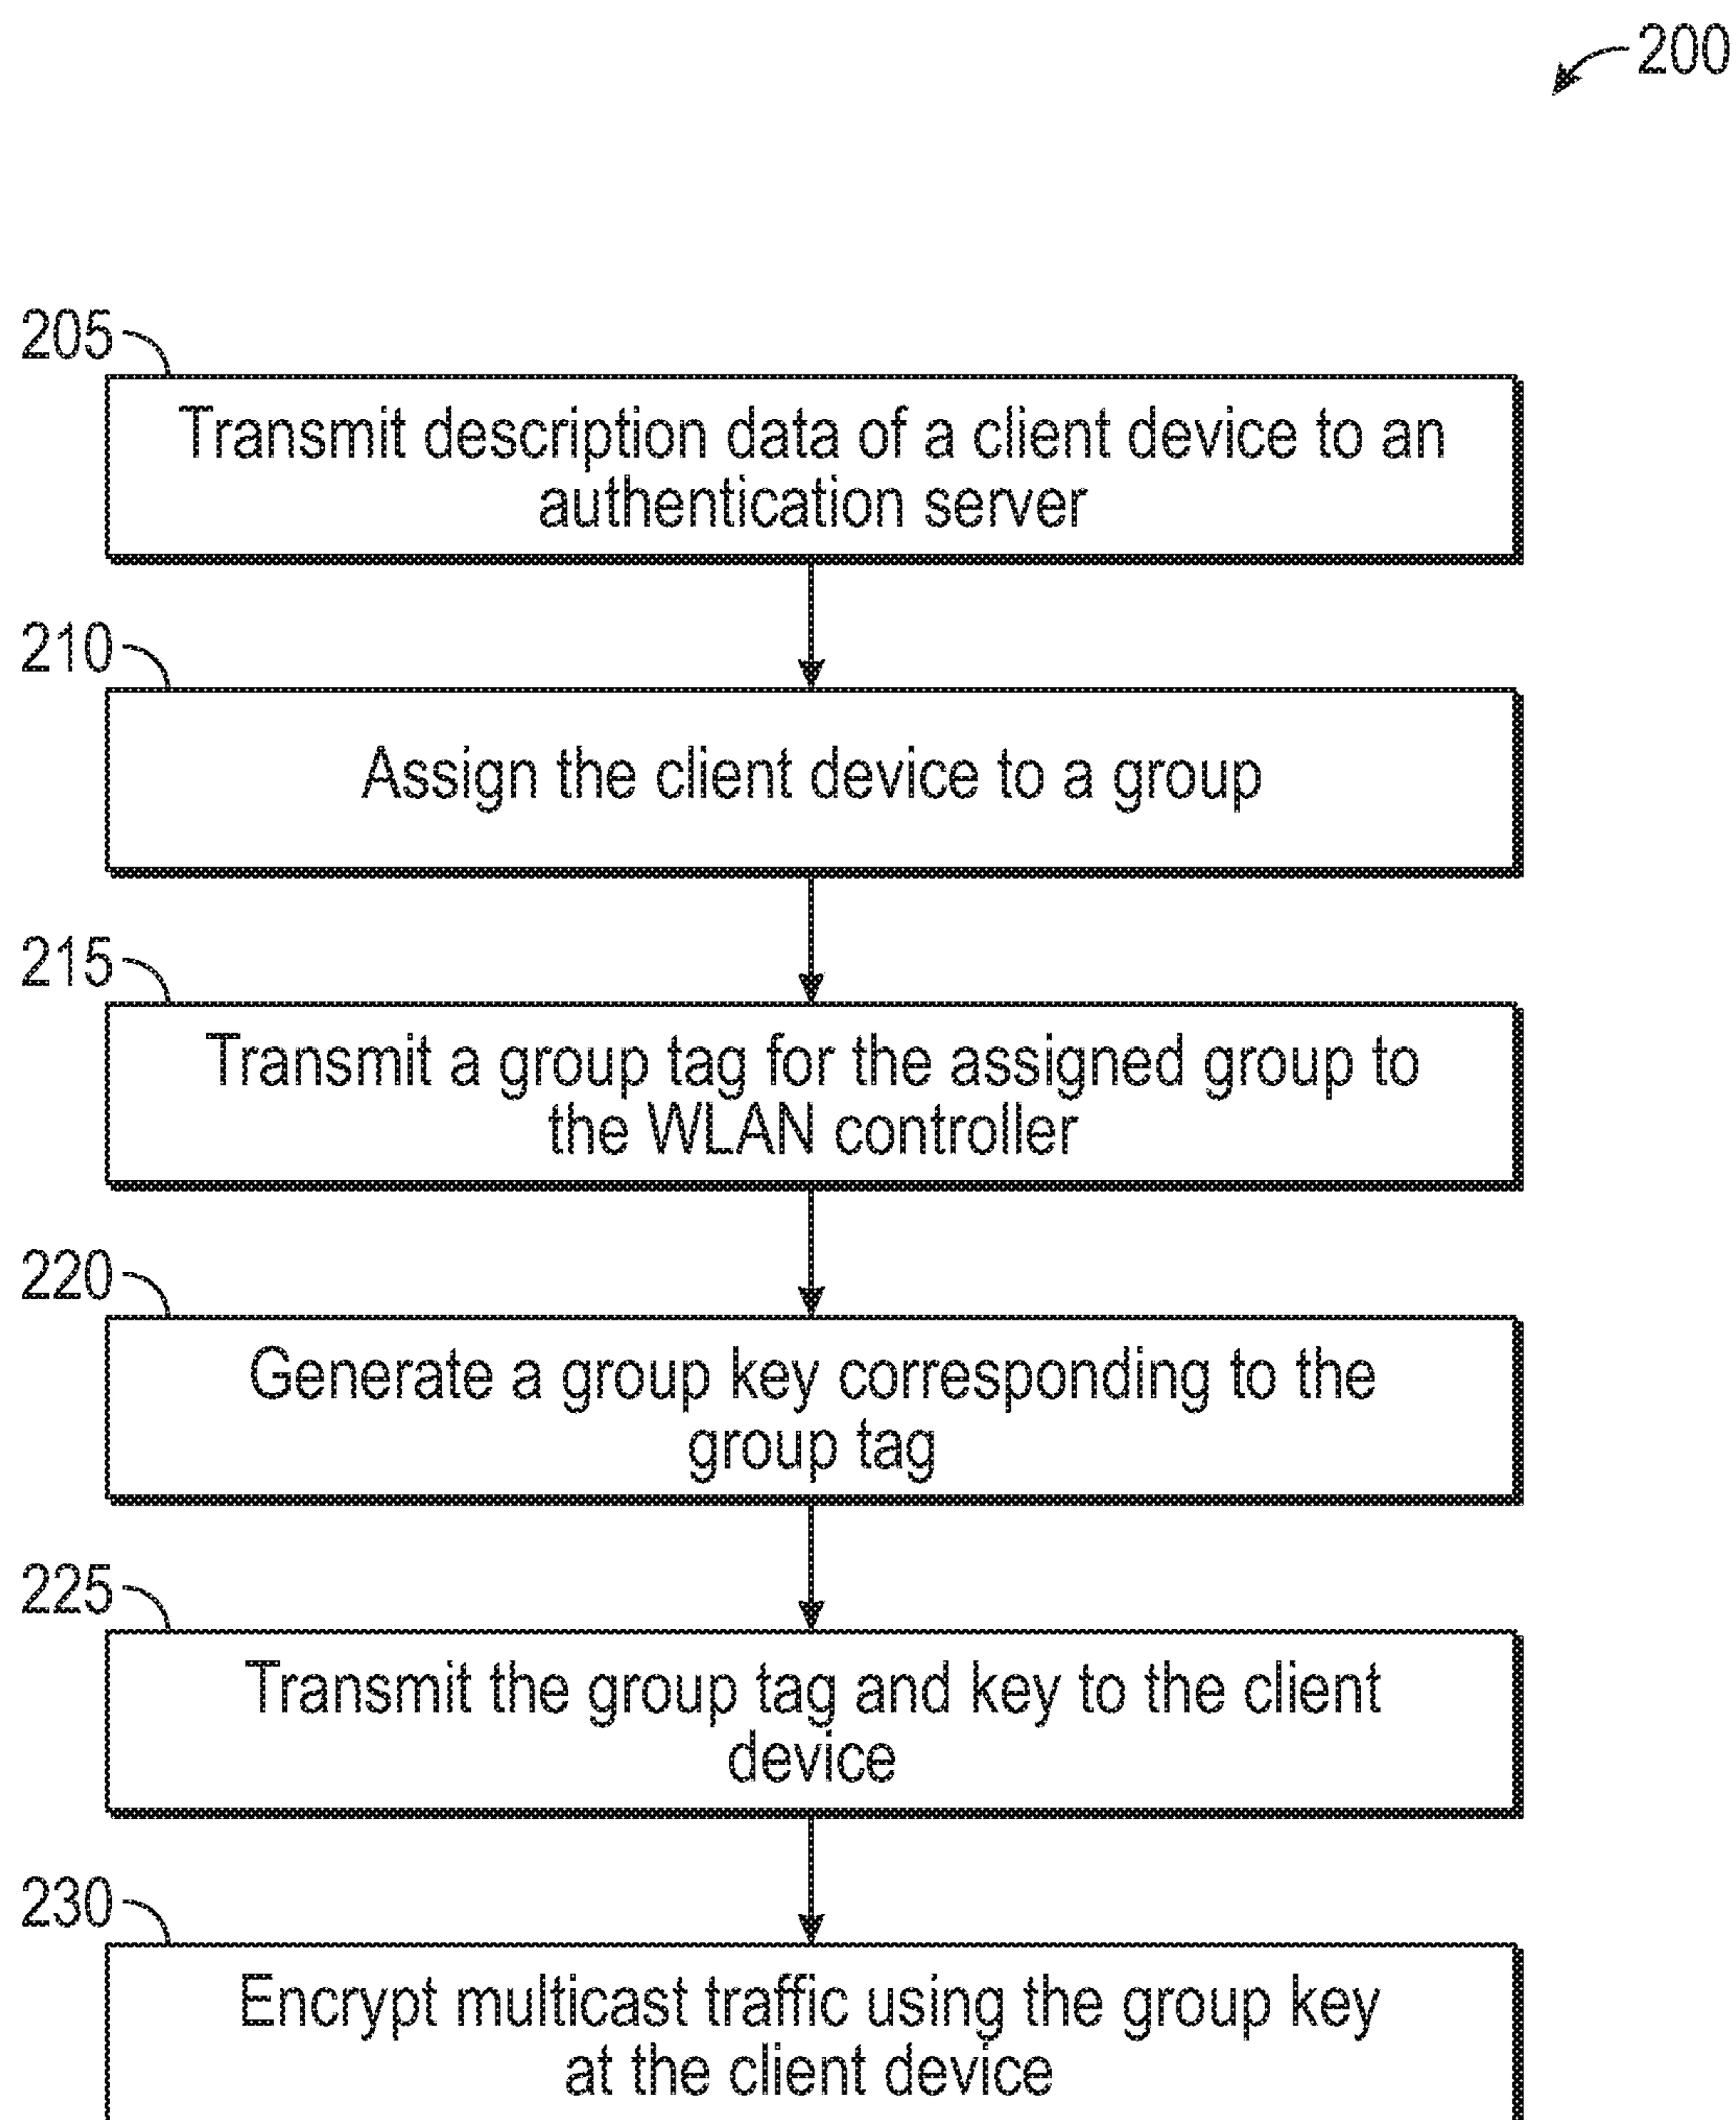 200
205
Transmit description data of a client device to an
authentication server
210
Assign the client device to a group
215
Transmit a group tag for the assigned group to
the WLAN controller
220
Generate a group key corresponding to the
group tag
225
Transmit the group tag and key to the client
device
230
Encrypt multicast traffic using the group key
at the client device